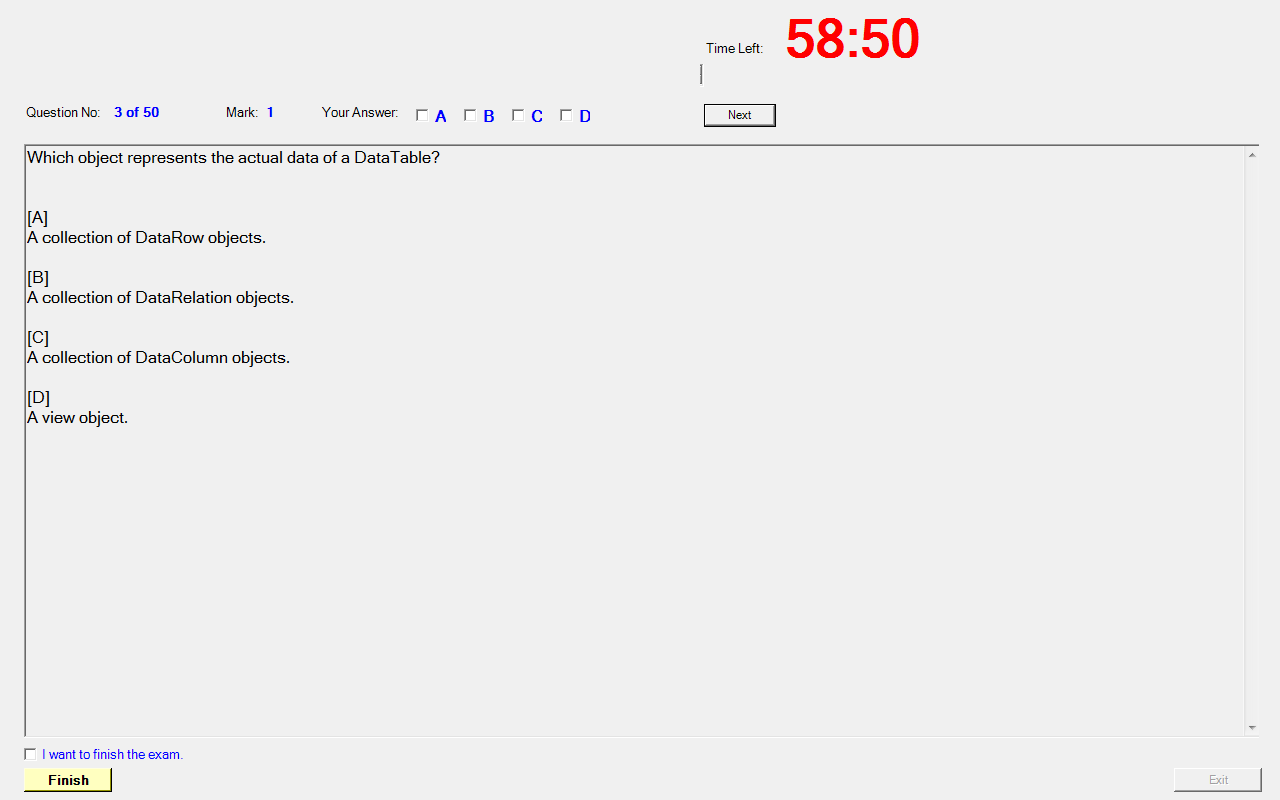 Time Left: 58:50
Question No: 3 of 50 Mark: 1 Your Answer: A B C D Next
Which object represents the actual data of a DataTable?
[A]
A collection of DataRow objects.
[B]
A collection of DataRelation objects.
[C]
A collection of DataColumn objects.
[D]
A view object.
I want to finish the exam.
Finish Exit